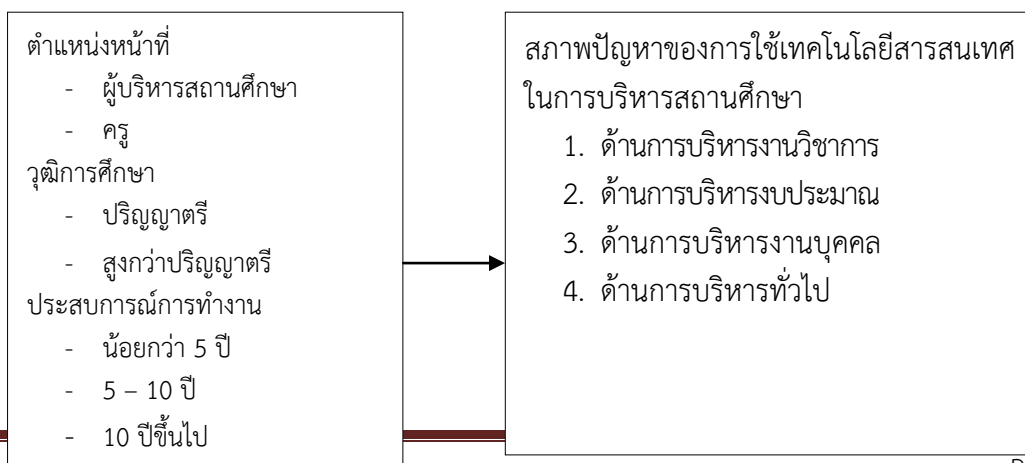 ตำแหน่งหน้าที่
- ผู้บริหารสถานศึกษา
- ครู
วุฒิการศึกษา
- ปริญญาตรี
- สูงกว่าปริญญาตรี
ประสบการณ์การทำงาน
- น้อยกว่า 5 ปี
- 5 – 10 ปี
- 10 ปีขึ้นไป
สภาพปัญหาของการใช้เทคโนโลยีสารสนเทศ
ในการบริหารสถานศึกษา
1. ด้านการบริหารงานวิชาการ
2. ด้านการบริหารงบประมาณ
3. ด้านการบริหารงานบุคคล
4. ด้านการบริหารทั่วไป